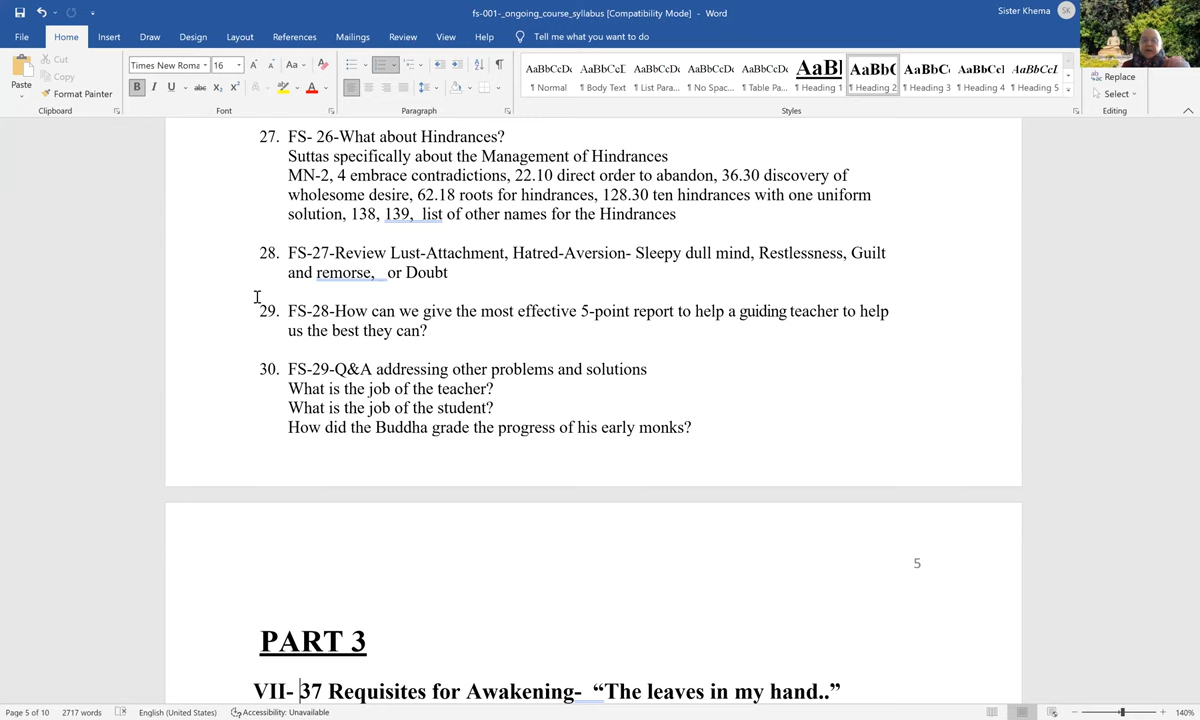 fs-001-_ongoing_course_syllabus [Compatibility Mode] - Word
Sister Khema
SK
File Home Insert Draw Design Layout References Mailings Review View Help Tell me what you want to do
Paste
Cut
Copy
Format Painter
Clipboard
Times New Roma
16
Font
Paragraph
AaBbCcDc AaBbCcD AaBbCcDc AaBbCcDc AaBbCcDc AaBl AaBbC AaBbC AaBbCcl AaBbCcL
¶ Normal ¶ Body Text ¶ List Para... ¶ No Spac... ¶ Table Pa... ¶ Heading 1 ¶ Heading 2 ¶ Heading 3 ¶ Heading 4 ¶ Heading 5
Styles
Replace
Select
Editing
27. FS- 26-What about Hindrances?
Suttas specifically about the Management of Hindrances
MN-2, 4 embrace contradictions, 22.10 direct order to abandon, 36.30 discovery of
wholesome desire, 62.18 roots for hindrances, 128.30 ten hindrances with one uniform
solution, 138, 139, list of other names for the Hindrances
28. FS-27-Review Lust-Attachment, Hatred-Aversion- Sleepy dull mind, Restlessness, Guilt
and remorse, or Doubt
29. FS-28-How can we give the most effective 5-point report to help a guiding teacher to help
us the best they can?
30. FS-29-Q&A addressing other problems and solutions
What is the job of the teacher?
What is the job of the student?
How did the Buddha grade the progress of his early monks?
5
PART 3
VII- 37 Requisites for Awakening- “The leaves in my hand..”
Page 5 of 10 2717 words English (United States) Accessibility: Unavailable
140%